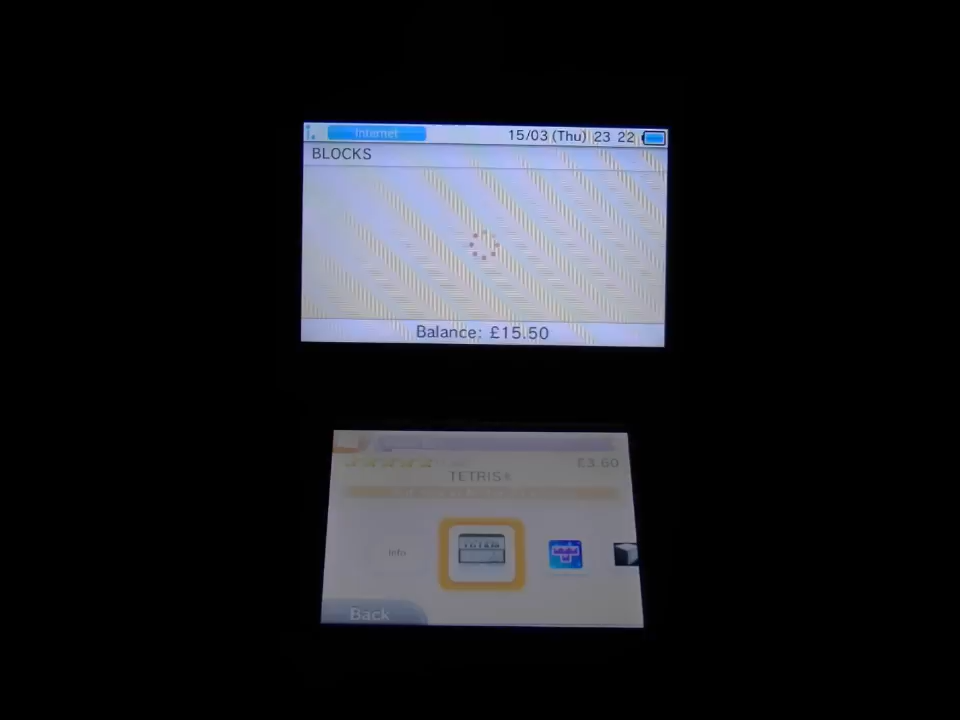 Internet 15/03 (Thu) 23 22
BLOCKS
Balance: £15.50
£3.60
TETRIS®
Info
Back